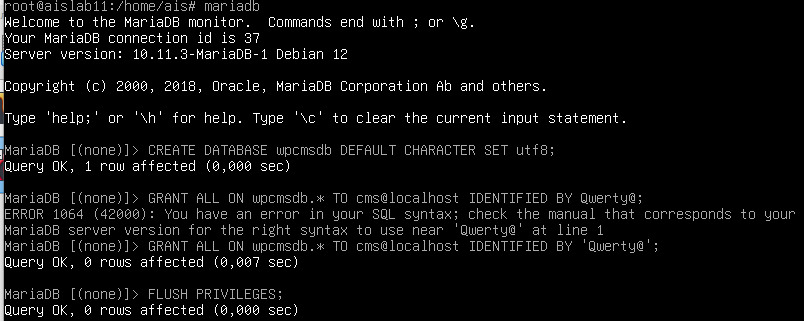 root@aislab11:/home/ais# mariadb
Welcome to the MariaDB monitor.  Commands end with ; or \g.
Your MariaDB connection id is 37
Server version: 10.11.3-MariaDB-1 Debian 12

Copyright (c) 2000, 2018, Oracle, MariaDB Corporation Ab and others.

Type 'help;' or '\h' for help. Type '\c' to clear the current input statement.

MariaDB [(none)]> CREATE DATABASE wpcmsdb DEFAULT CHARACTER SET utf8;
Query OK, 1 row affected (0,000 sec)

MariaDB [(none)]> GRANT ALL ON wpcmsdb.* TO cms@localhost IDENTIFIED BY Qwerty@;
ERROR 1064 (42000): You have an error in your SQL syntax; check the manual that corresponds to your
MariaDB server version for the right syntax to use near 'Qwerty@' at line 1
MariaDB [(none)]> GRANT ALL ON wpcmsdb.* TO cms@localhost IDENTIFIED BY 'Qwerty@';
Query OK, 0 rows affected (0,007 sec)

MariaDB [(none)]> FLUSH PRIVILEGES;
Query OK, 0 rows affected (0,000 sec)